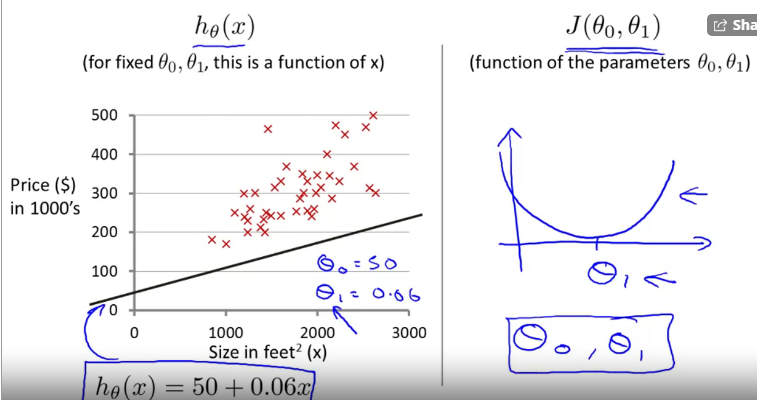 hθ(x)
(for fixed θ₀, θ₁, this is a function of x)
500
400
300
200
100
0
Price ($)
in 1000's
0
1000
2000
3000
Size in feet² (x)
θ₀ = 50
θ₁ = 0.06
hθ(x) = 50 + 0.06x
J(θ₀, θ₁)
(function of the parameters θ₀, θ₁)
θ₁
θ₀, θ₁
Sha